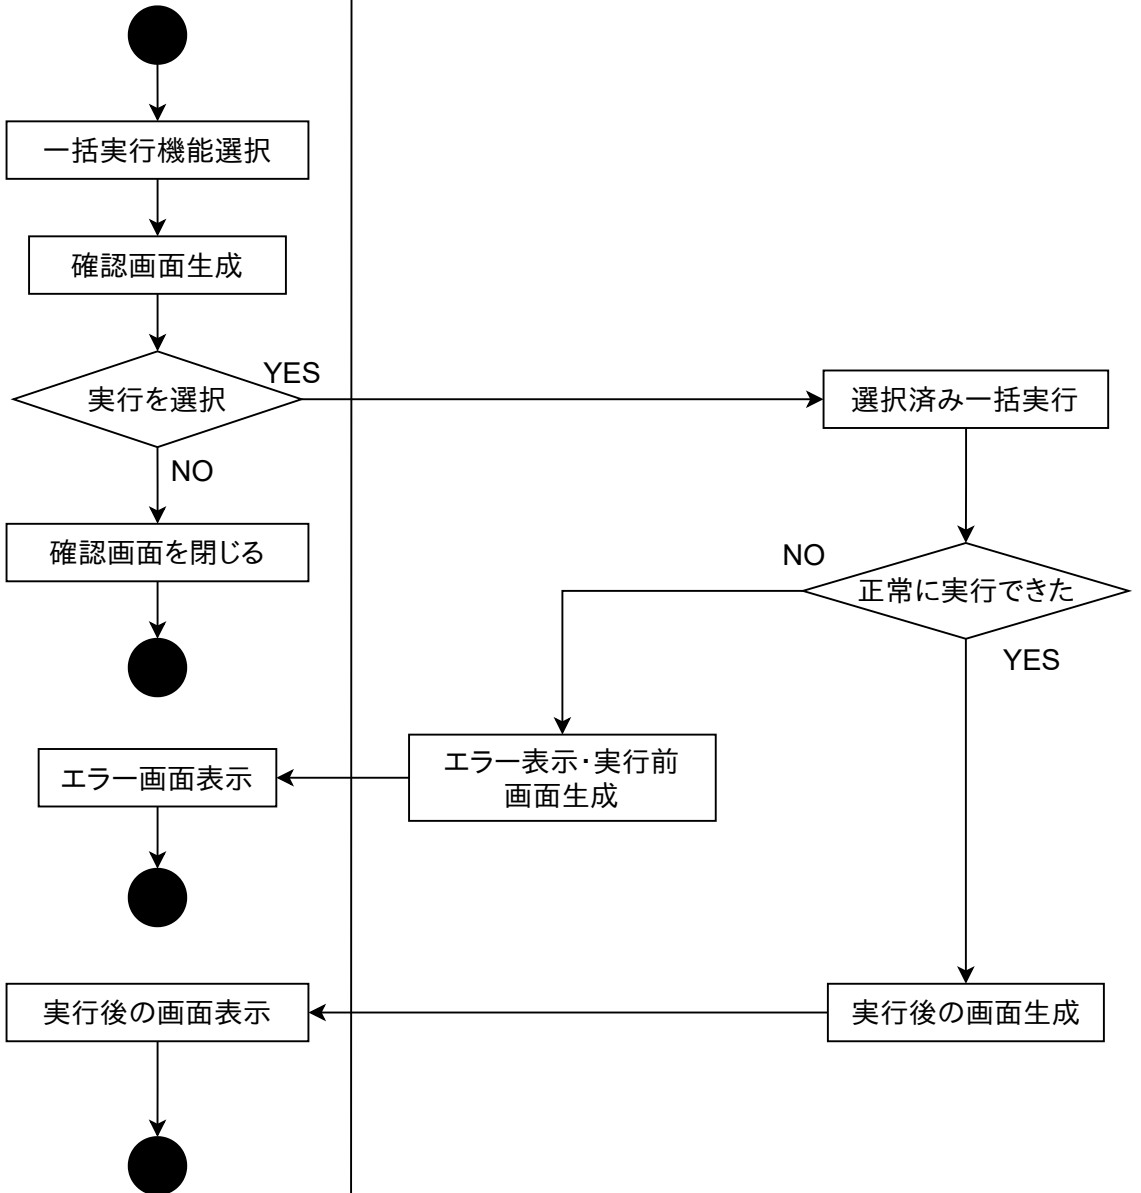 一括実行機能選択
確認画面生成
実行を選択
YES
選択済み一括実行
NO
確認画面を閉じる
NO
正常に実行できた
YES
エラー画面表示
エラー表示・実行前
画面生成
実行後の画面表示
実行後の画面生成